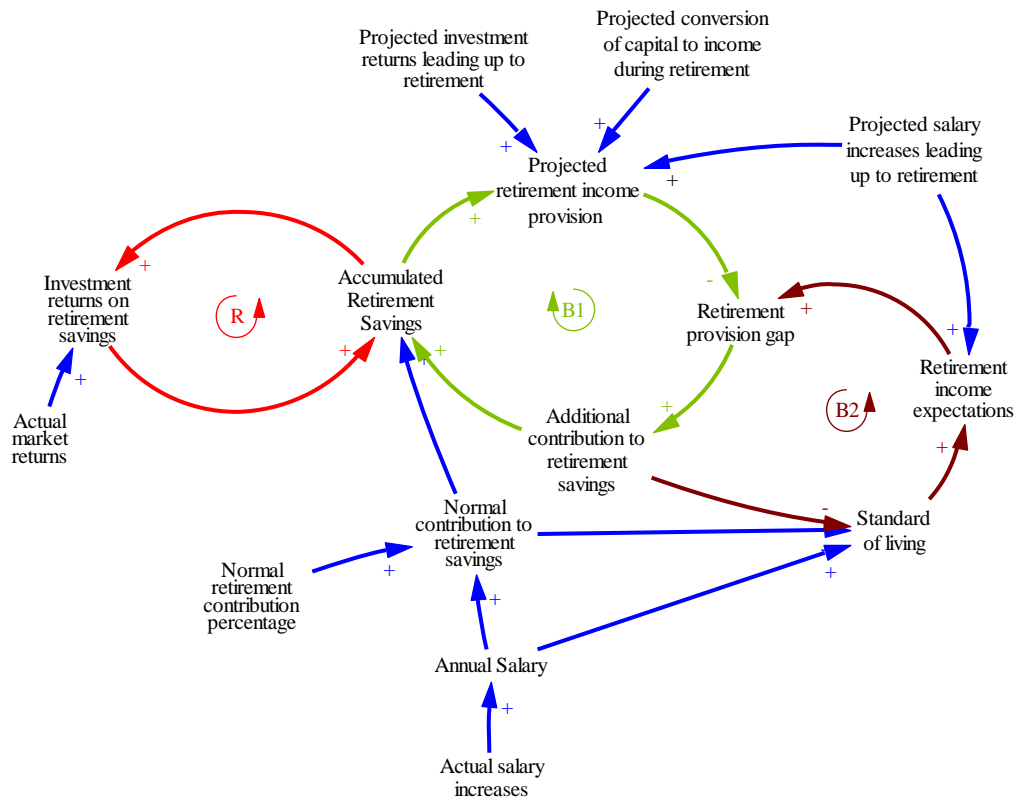 Projected investment
returns leading up to
retirement
+
Projected conversion
of capital to income
during retirement
+
Projected salary
increases leading
up to retirement
+
+
Projected
retirement income
provision
+
-
Investment
returns on
retirement
savings
+
R
Accumulated
Retirement
Savings
+
+
+
B1
Retirement
provision gap
+
+
Retirement
income
expectations
+
B2
Actual
market
returns
+
Additional
contribution to
retirement
savings
-
Normal
contribution to
retirement
savings
+
Standard
of living
+
Normal
retirement
contribution
percentage
+
Annual Salary
+
Actual salary
increases